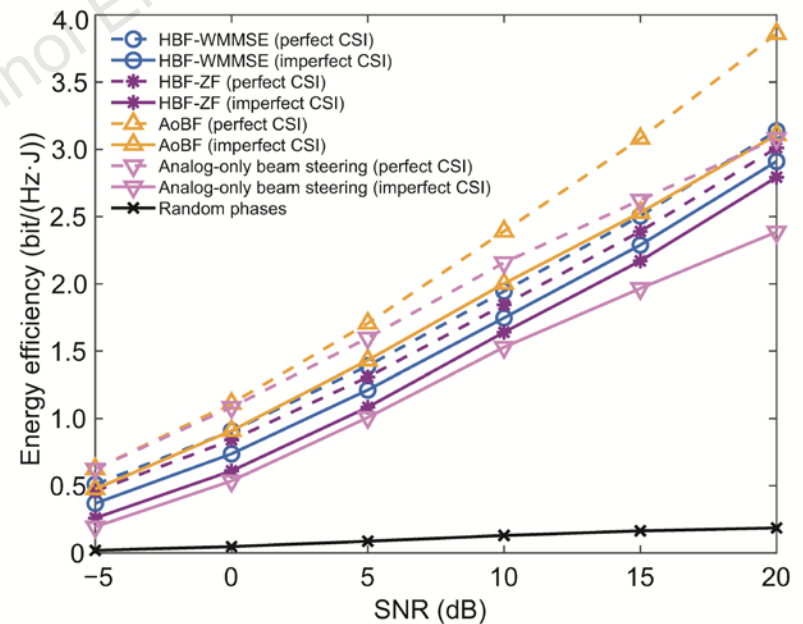 4.0
HBF-WMMSE (perfect CSI)
HBF-WMMSE (imperfect CSI)
HBF-ZF (perfect CSI)
HBF-ZF (imperfect CSI)
AoBF (perfect CSI)
AoBF (imperfect CSI)
Analog-only beam steering (perfect CSI)
Analog-only beam steering (imperfect CSI)
Random phases
3.5
3.0
2.5
2.0
1.5
1.0
0.5
0
Energy efficiency (bit/(Hz·J))
−5 0 5 10 15 20
SNR (dB)